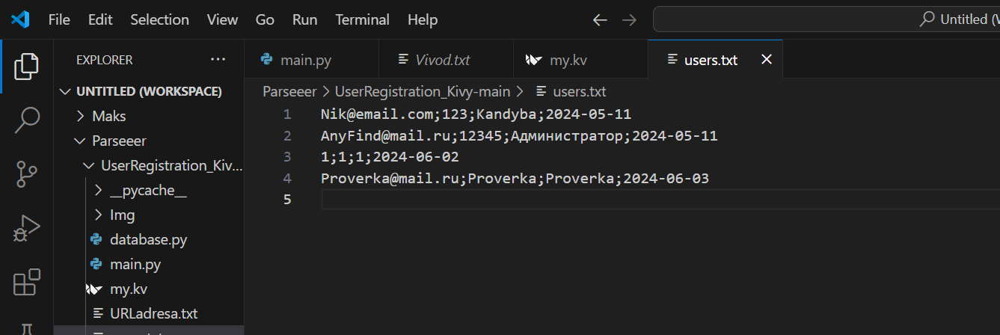 File Edit Selection View Go Run Terminal Help
Untitled (W
EXPLORER
main.py Vivod.txt my.kv users.txt
UNTITLED (WORKSPACE)
Maks
Parseeer
UserRegistration_Kiv...
__pycache__
Img
database.py
main.py
my.kv
URLadresa.txt
Parseeer > UserRegistration_Kivy-main > users.txt
1 Nik@email.com;123;Kandyba;2024-05-11
2 AnyFind@mail.ru;12345;Администратор;2024-05-11
3 1;1;1;2024-06-02
4 Proverka@mail.ru;Proverka;Proverka;2024-06-03
5